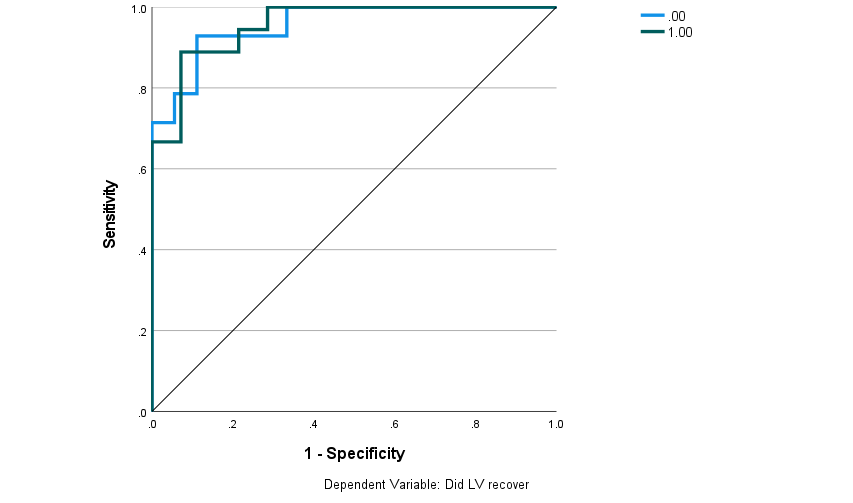 .00
1.00
1.0
.8
.6
.4
.2
.0
Sensitivity
.0 .2 .4 .6 .8 1.0
1 - Specificity
Dependent Variable: Did LV recover